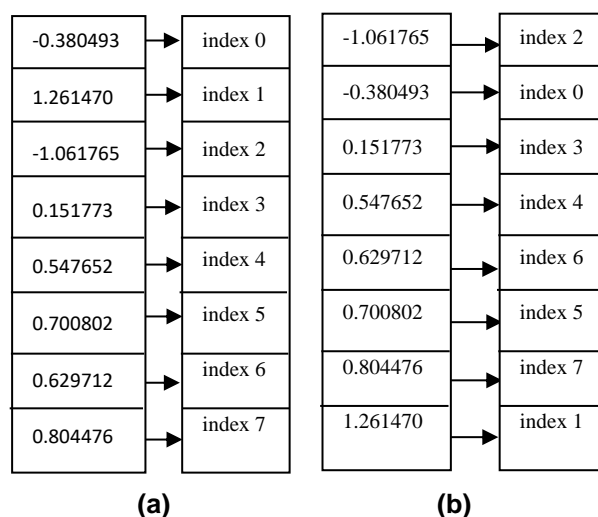 -0.380493 index 0
1.261470 index 1
-1.061765 index 2
0.151773 index 3
0.547652 index 4
0.700802 index 5
0.629712 index 6
0.804476 index 7
(a)
-1.061765 index 2
-0.380493 index 0
0.151773 index 3
0.547652 index 4
0.629712 index 6
0.700802 index 5
0.804476 index 7
1.261470 index 1
(b)